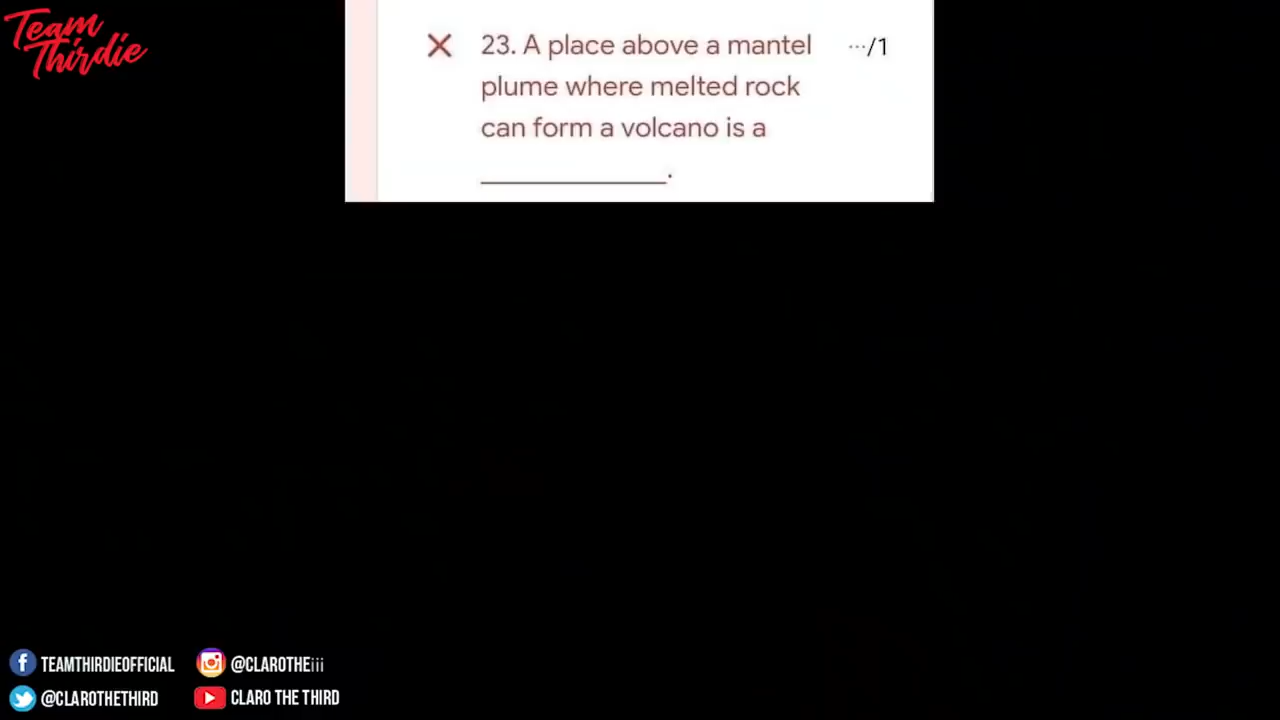 Team
Thirdie
23. A place above a mantel
···/1
plume where melted rock
can form a volcano is a
______________.
TEAMTHIRDIEOFFICIAL
@CLAROTHEiii
@CLAROTHETHIRD
CLARO THE THIRD